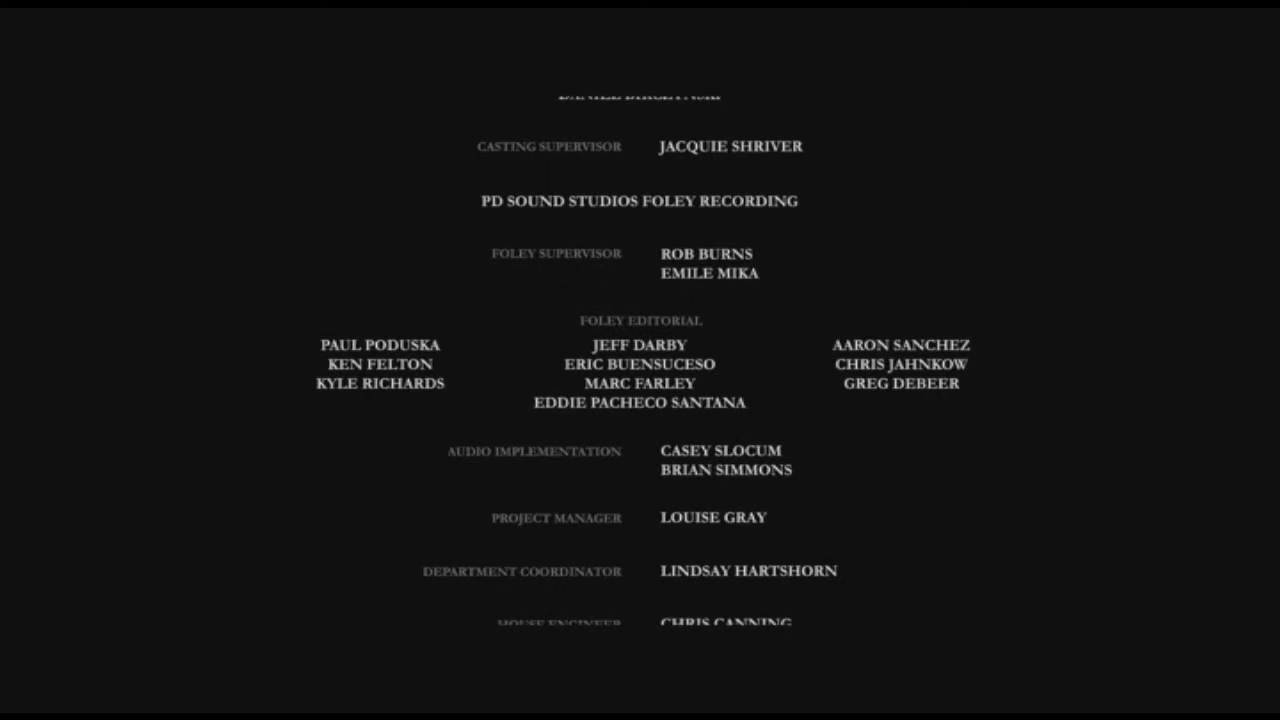 CASTING SUPERVISOR JACQUIE SHRIVER
PD SOUND STUDIOS FOLEY RECORDING
FOLEY SUPERVISOR ROB BURNS
EMILE MIKA
FOLEY EDITORIAL
PAUL PODUSKA JEFF DARBY AARON SANCHEZ
KEN FELTON ERIC BUENSUCESO CHRIS JAHNKOW
KYLE RICHARDS MARC FARLEY GREG DEBEER
EDDIE PACHECO SANTANA
AUDIO IMPLEMENTATION CASEY SLOCUM
BRIAN SIMMONS
PROJECT MANAGER LOUISE GRAY
DEPARTMENT COORDINATOR LINDSAY HARTSHORN
HOUSE ENGINEER CHRIS CANNING